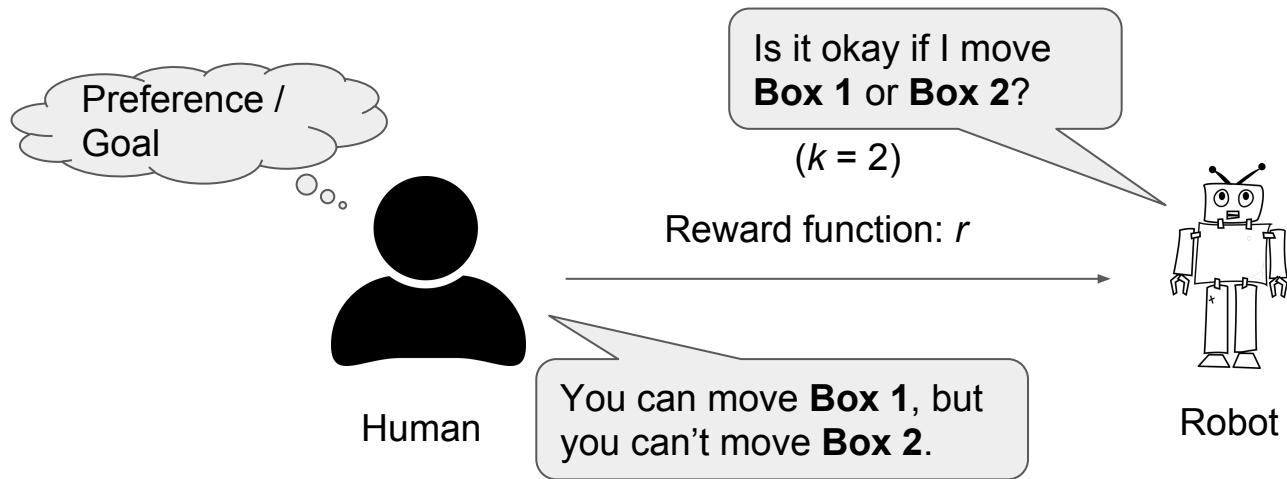 Preference /
Goal
Is it okay if I move
Box 1 or Box 2?
(k = 2)
Reward function: r
You can move Box 1, but
you can’t move Box 2.
Human
Robot